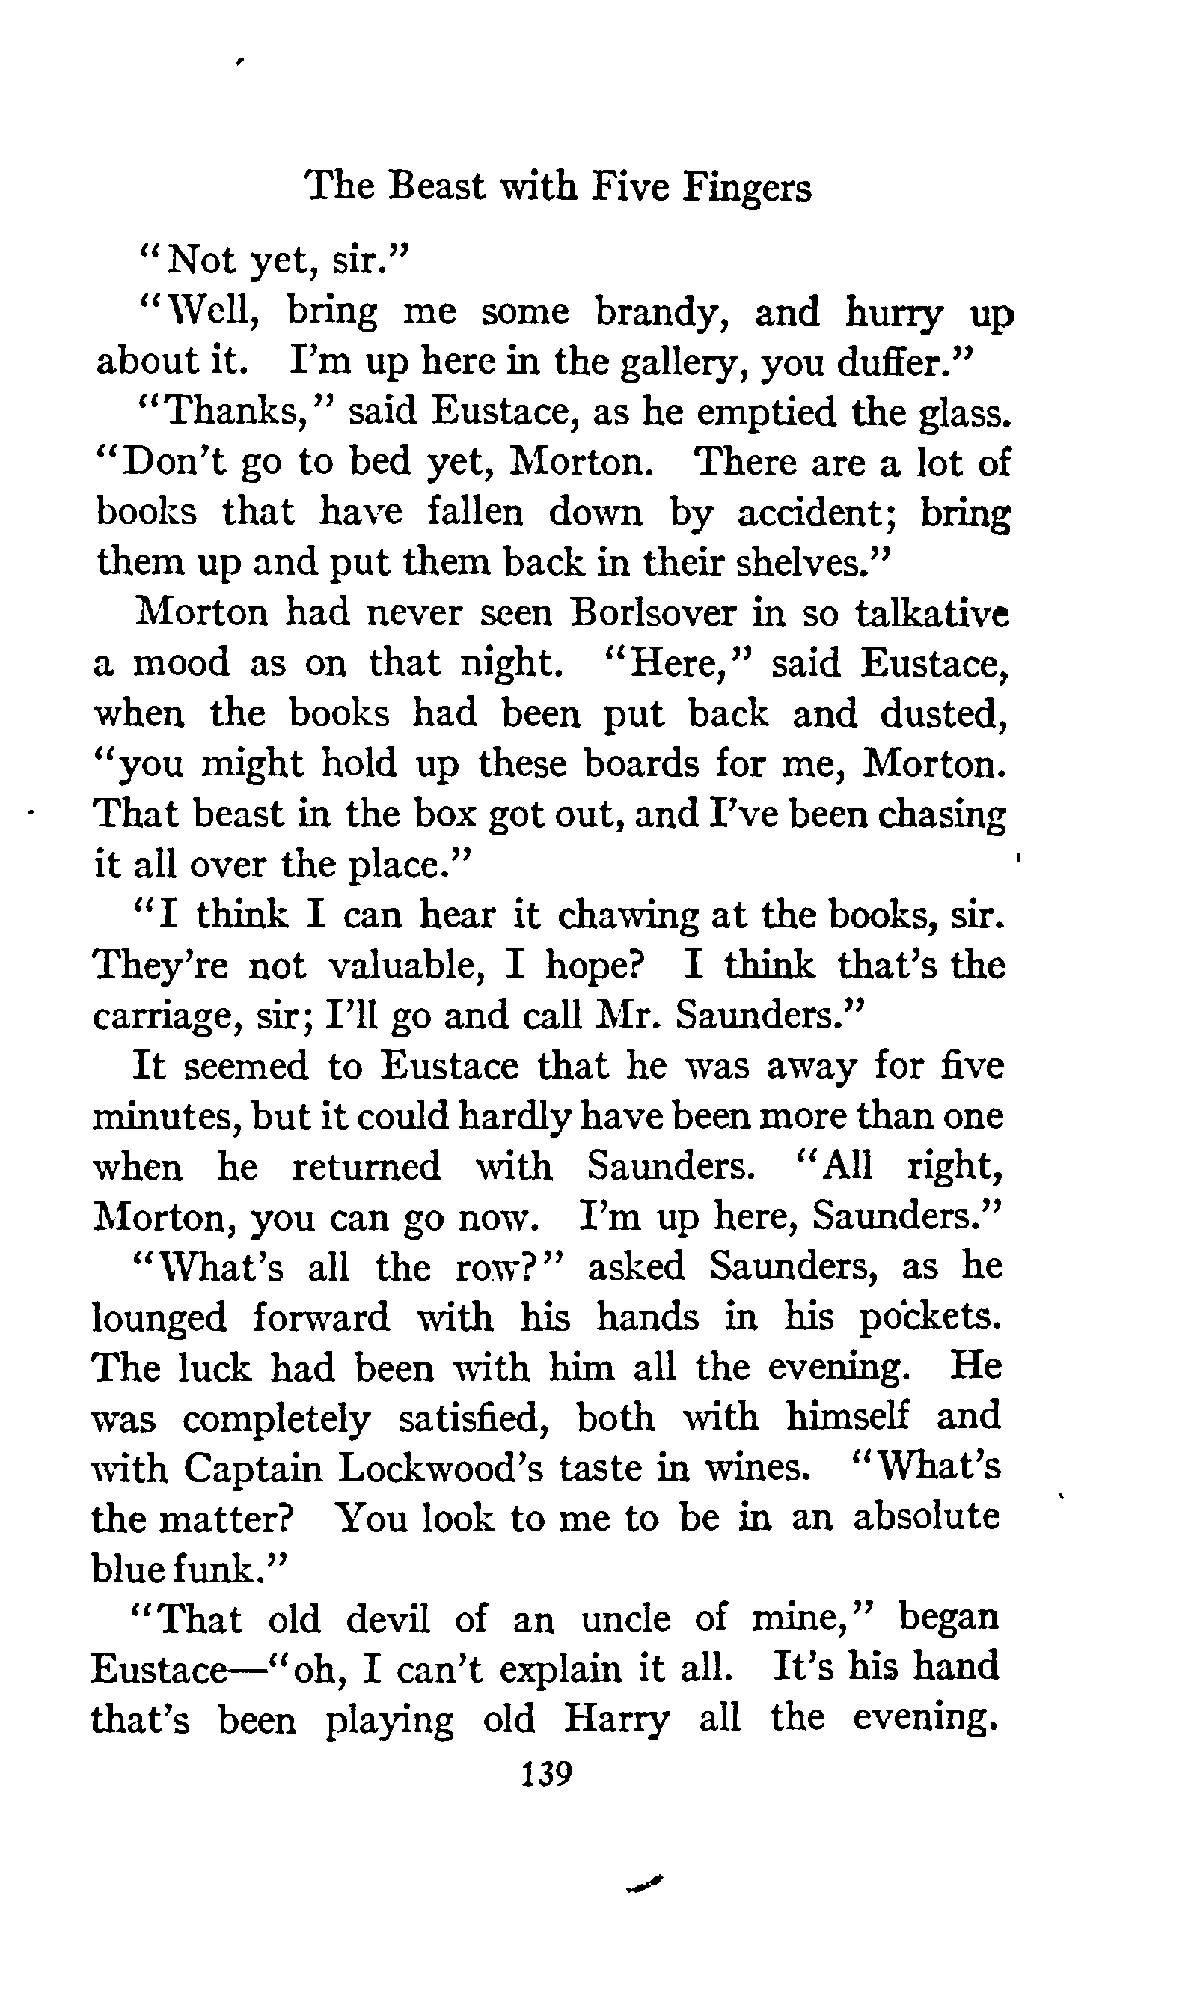 The Beast with Five Fingers
"Not yet, sir."
"Well, bring me some brandy, and hurry up
about it. I'm up here in the gallery, you duffer."
"Thanks," said Eustace, as he emptied the glass.
"Don't go to bed yet, Morton. There are a lot of
books that have fallen down by accident; bring
them up and put them back in their shelves."
Morton had never seen Borlsover in so talkative
a mood as on that night. "Here," said Eustace,
when the books had been put back and dusted,
"you might hold up these boards for me, Morton.
That beast in the box got out, and I've been chasing
it all over the place."
"I think I can hear it chawing at the books, sir.
They're not valuable, I hope? I think that's the
carriage, sir; I'll go and call Mr. Saunders."
It seemed to Eustace that he was away for five
minutes, but it could hardly have been more than one
when he returned with Saunders. "All right,
Morton, you can go now. I'm up here, Saunders."
"What's all the row?" asked Saunders, as he
lounged forward with his hands in his pockets.
The luck had been with him all the evening. He
was completely satisfied, both with himself and
with Captain Lockwood's taste in wines. "What's
the matter? You look to me to be in an absolute
blue funk."
"That old devil of an uncle of mine," began
Eustace—"oh, I can't explain it all. It's his hand
that's been playing old Harry all the evening.
139